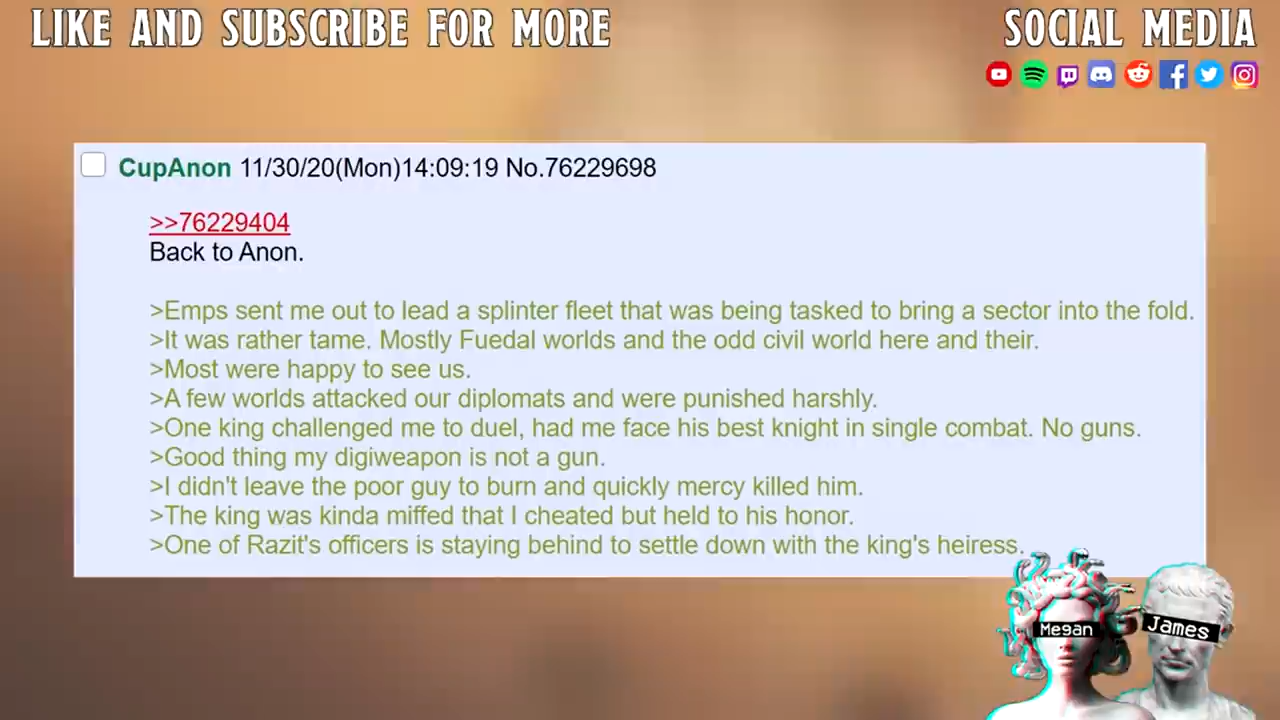 LIKE AND SUBSCRIBE FOR MORE
SOCIAL MEDIA
CupAnon 11/30/20(Mon)14:09:19 No.76229698
>>76229404
Back to Anon.
>Emps sent me out to lead a splinter fleet that was being tasked to bring a sector into the fold.
>It was rather tame. Mostly Fuedal worlds and the odd civil world here and their.
>Most were happy to see us.
>A few worlds attacked our diplomats and were punished harshly.
>One king challenged me to duel, had me face his best knight in single combat. No guns.
>Good thing my digiweapon is not a gun.
>I didn't leave the poor guy to burn and quickly mercy killed him.
>The king was kinda miffed that I cheated but held to his honor.
>One of Razit's officers is staying behind to settle down with the king's heiress.
Megan
James